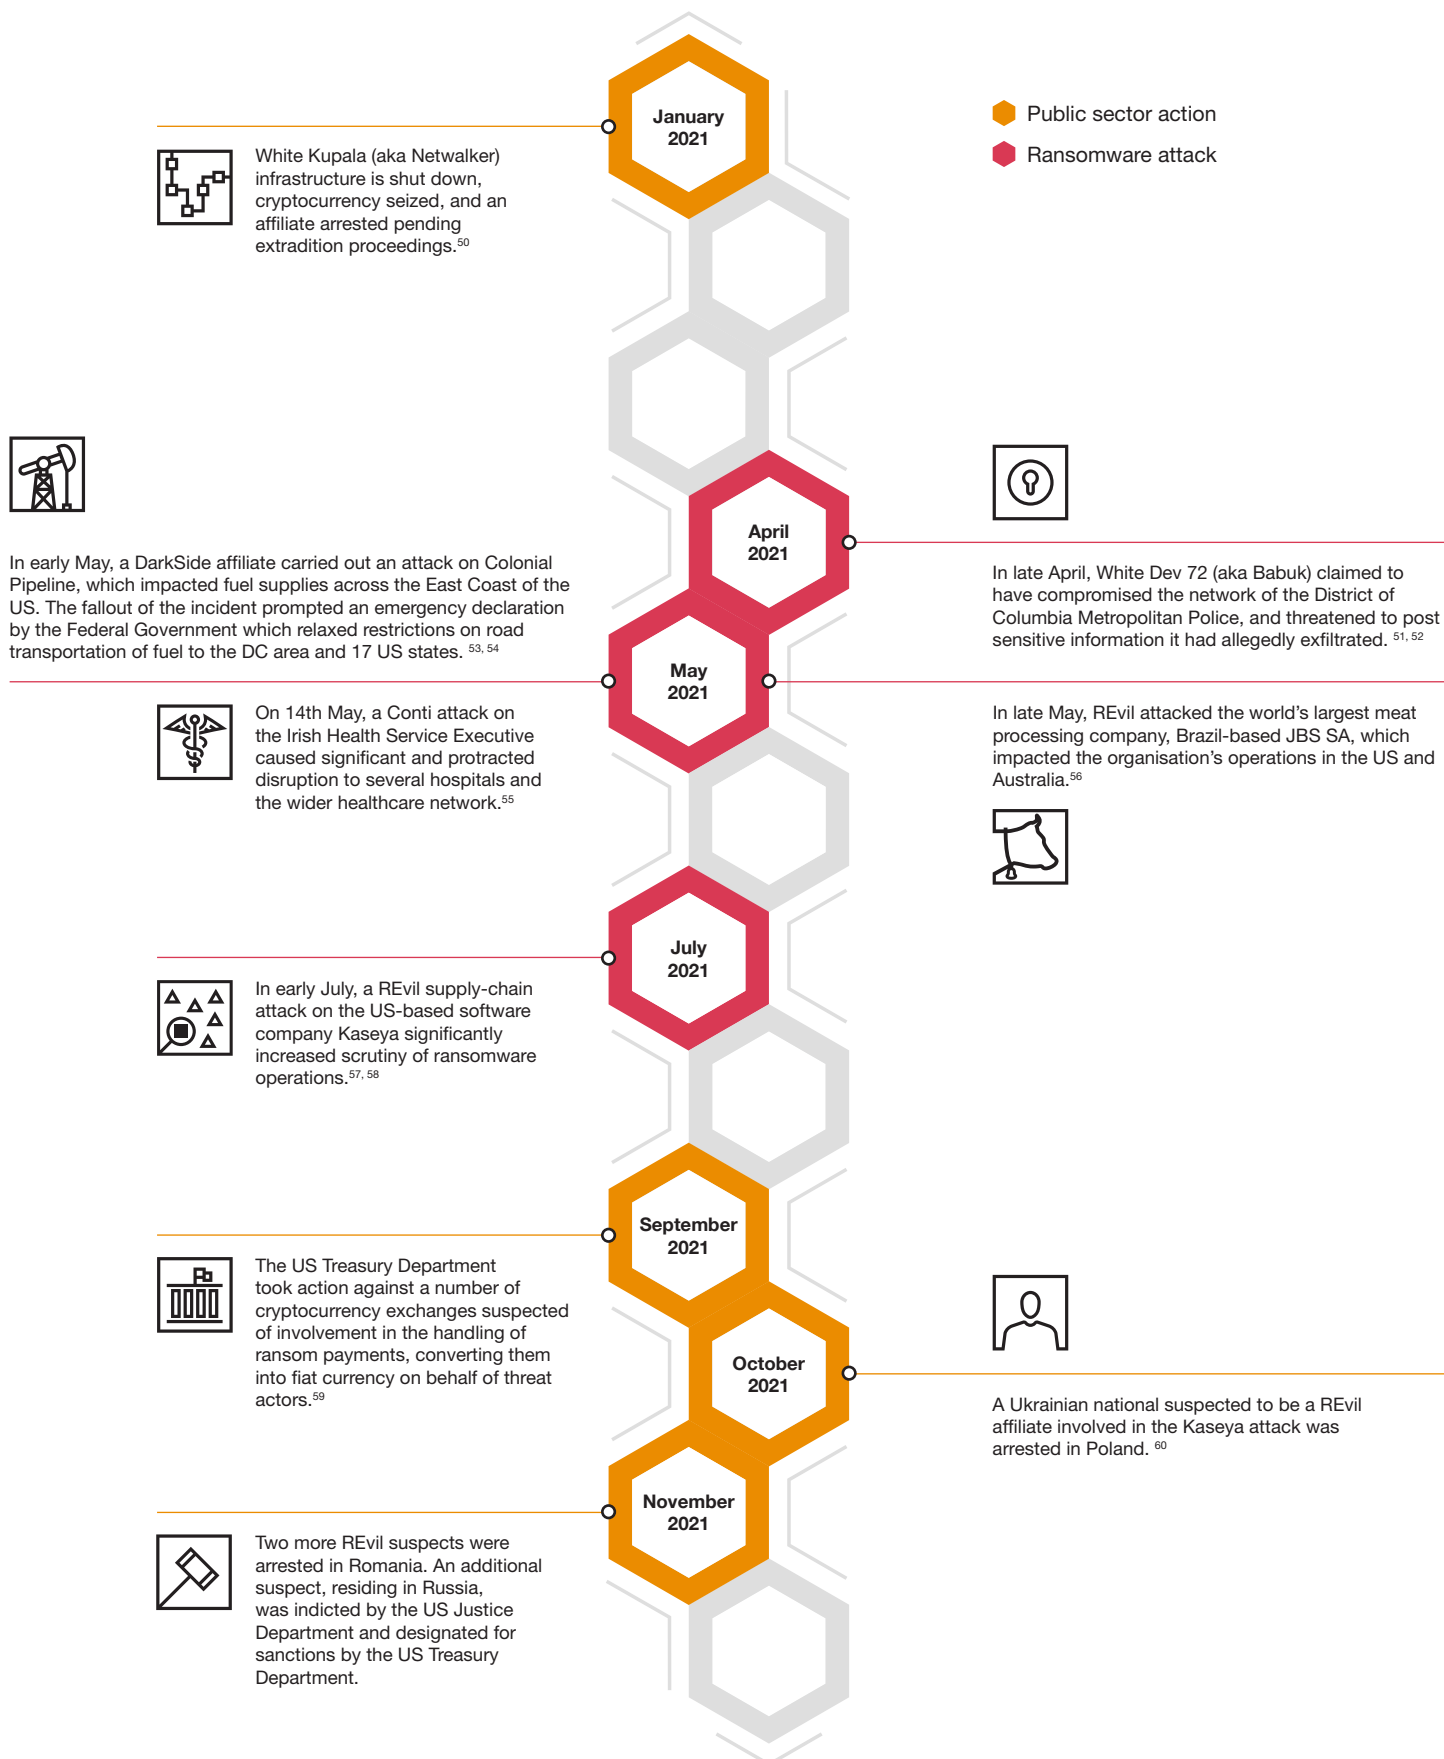 January
2021
Public sector action
Ransomware attack
White Kupala (aka Netwalker)
infrastructure is shut down,
cryptocurrency seized, and an
affiliate arrested pending
extradition proceedings.50
April
2021
In late April, White Dev 72 (aka Babuk) claimed to
have compromised the network of the District of
Columbia Metropolitan Police, and threatened to post
sensitive information it had allegedly exfiltrated. 51, 52
In early May, a DarkSide affiliate carried out an attack on Colonial
Pipeline, which impacted fuel supplies across the East Coast of the
US. The fallout of the incident prompted an emergency declaration
by the Federal Government which relaxed restrictions on road
transportation of fuel to the DC area and 17 US states. 53, 54
May
2021
On 14th May, a Conti attack on
the Irish Health Service Executive
caused significant and protracted
disruption to several hospitals and
the wider healthcare network.55
In late May, REvil attacked the world's largest meat
processing company, Brazil-based JBS SA, which
impacted the organisation's operations in the US and
Australia.56
July
2021
In early July, a REvil supply-chain
attack on the US-based software
company Kaseya significantly
increased scrutiny of ransomware
operations.57, 58
September
2021
The US Treasury Department
took action against a number of
cryptocurrency exchanges suspected
of involvement in the handling of
ransom payments, converting them
into fiat currency on behalf of threat
actors.59
October
2021
A Ukrainian national suspected to be a REvil
affiliate involved in the Kaseya attack was
arrested in Poland. 60
November
2021
Two more REvil suspects were
arrested in Romania. An additional
suspect, residing in Russia,
was indicted by the US Justice
Department and designated for
sanctions by the US Treasury
Department.